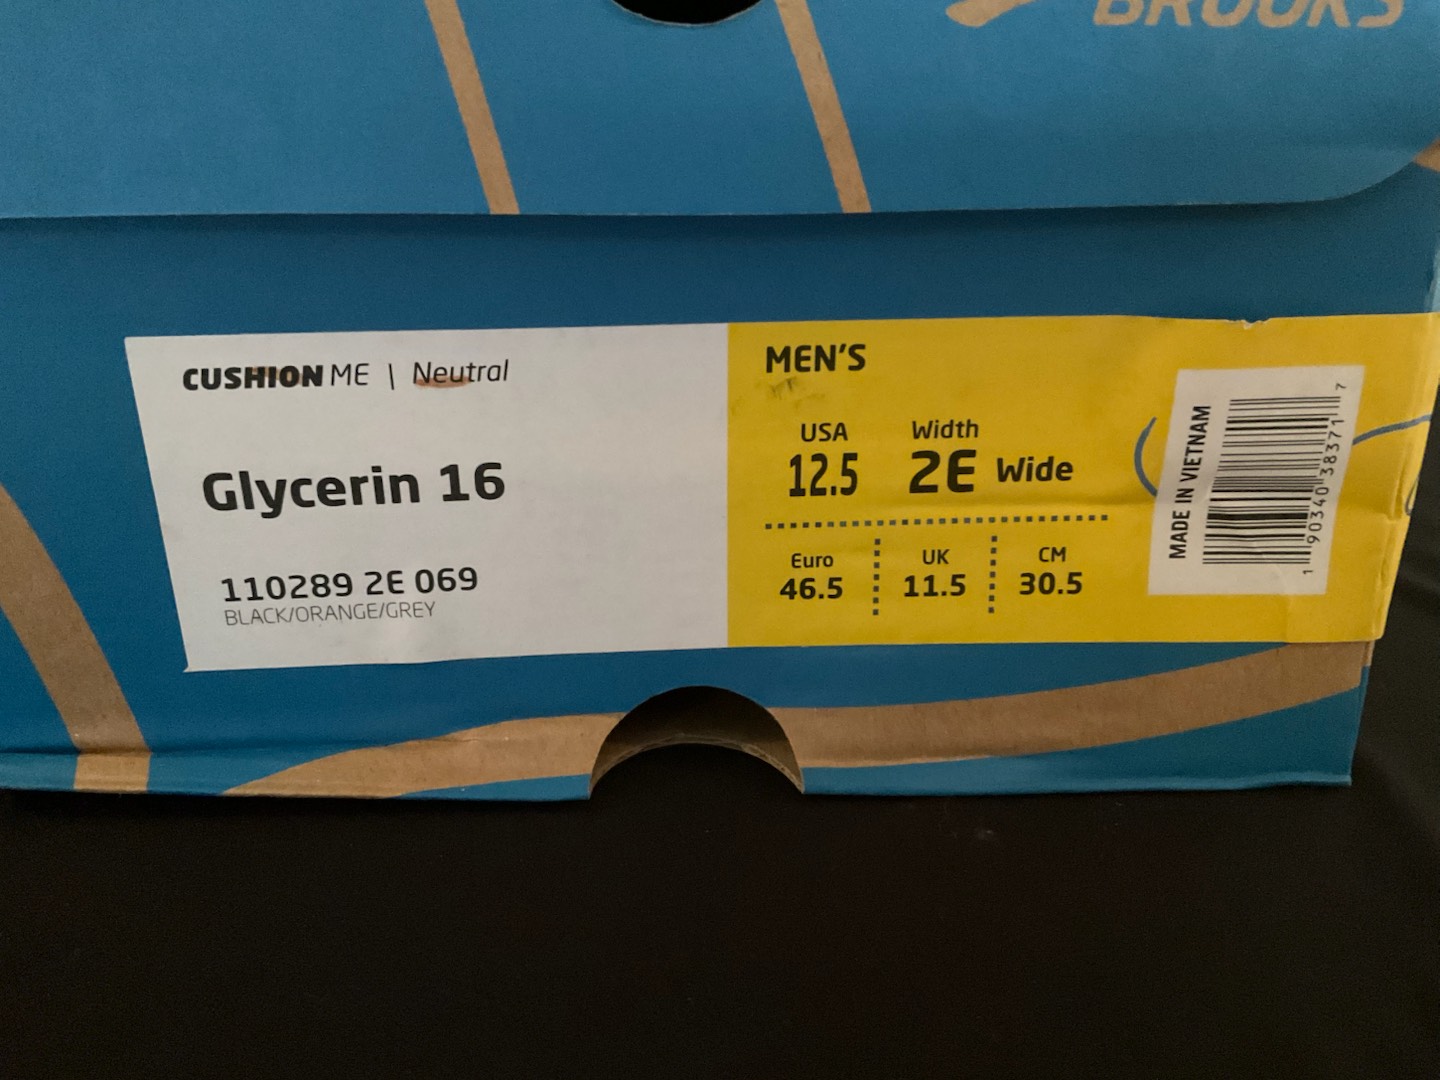 BROOKS
CUSHION ME | Neutral
Glycerin 16
110289 2E 069
BLACK/ORANGE/GREY
MEN'S
USA
12.5
Width
2E Wide
Euro
46.5
UK
11.5
CM
30.5
MADE IN VIETNAM
1 90340 38371 7